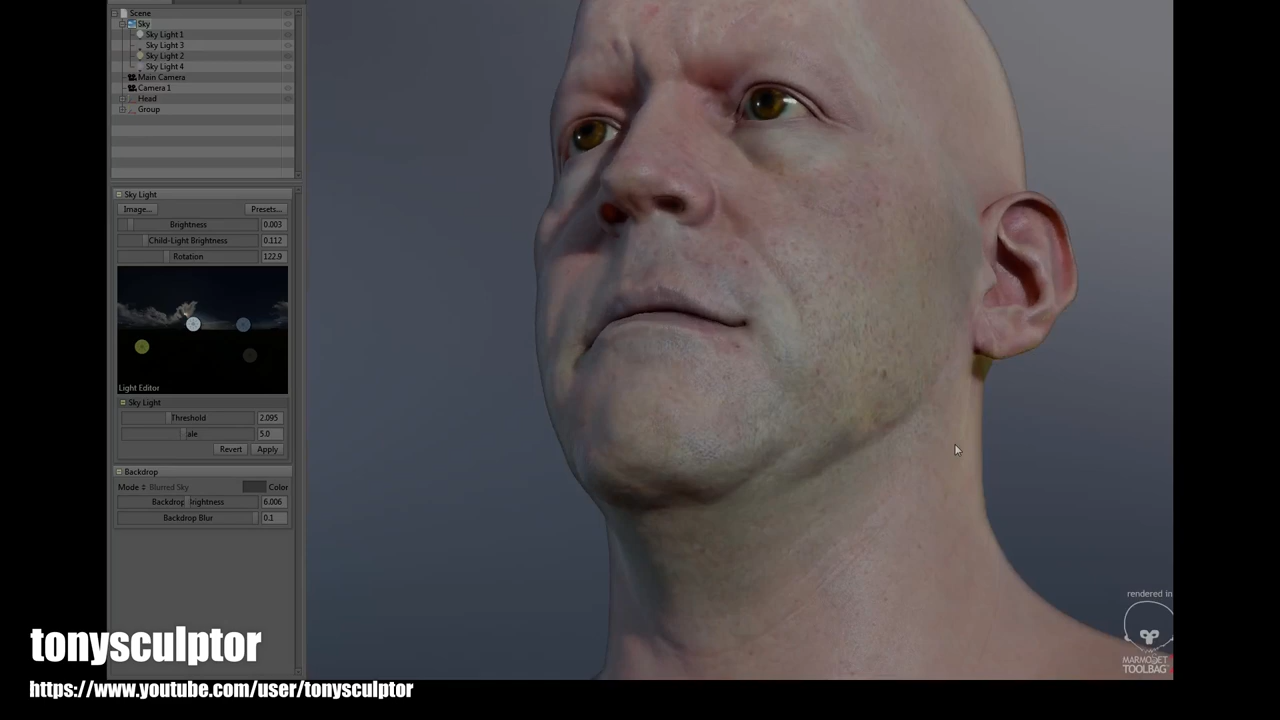 Scene
Sky
Sky Light 1
Sky Light 3
Sky Light 2
Sky Light 4
Main Camera
Camera 1
Head
Group
Sky Light
Image... Presets...
Brightness 0.003
Child-Light Brightness 0.112
Rotation 122.9
Light Editor
Sky Light
Threshold 2.095
ale 5.0
Revert Apply
Backdrop
Mode Blurred Sky Color
Backdrop rightness 6.006
Backdrop Blur 0.1
rendered in
MARMOSET
TOOLBAG
tonysculptor
https://www.youtube.com/user/tonysculptor